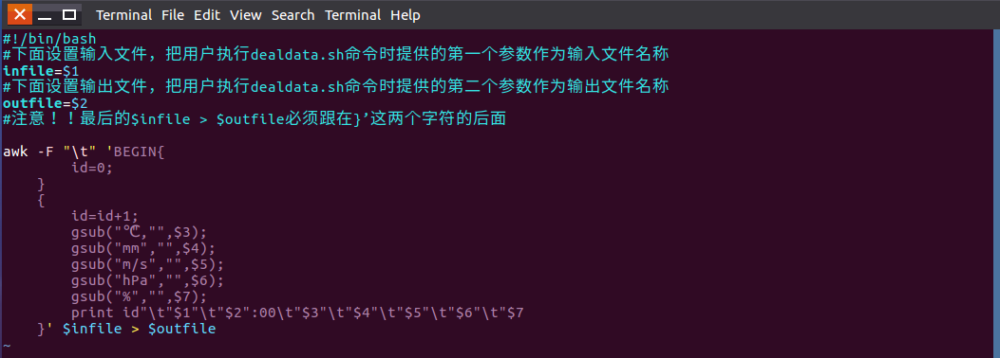 Terminal File Edit View Search Terminal Help
#!/bin/bash
#下面设置输入文件，把用户执行dealdata.sh命令时提供的第一个参数作为输入文件名称
infile=$1
#下面设置输出文件，把用户执行dealdata.sh命令时提供的第二个参数作为输出文件名称
outfile=$2
#注意！！最后的$infile > $outfile必须跟在}’这两个字符的后面
awk -F "\t" 'BEGIN{
id=0;
}
{
id=id+1;
gsub("℃","",$3);
gsub("mm","",$4);
gsub("m/s","",$5);
gsub("hPa","",$6);
gsub("%","",$7);
print id"\t"$1"\t"$2":00\t"$3"\t"$4"\t"$5"\t"$6"\t"$7
}' $infile > $outfile
~